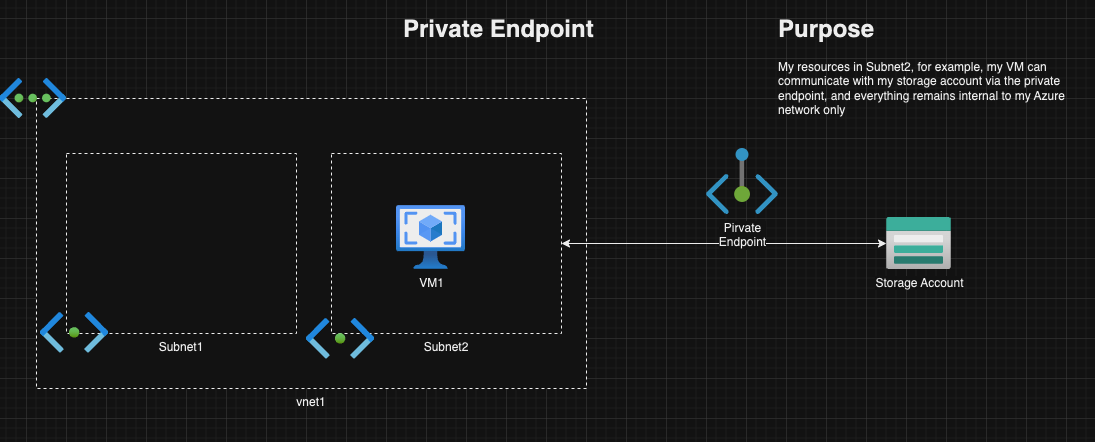 Private Endpoint
Purpose
My resources in Subnet2, for example, my VM can
communicate with my storage account via the private
endpoint, and everything remains internal to my Azure
network only
Pirvate
Endpoint
VM1
Storage Account
Subnet1
Subnet2
vnet1